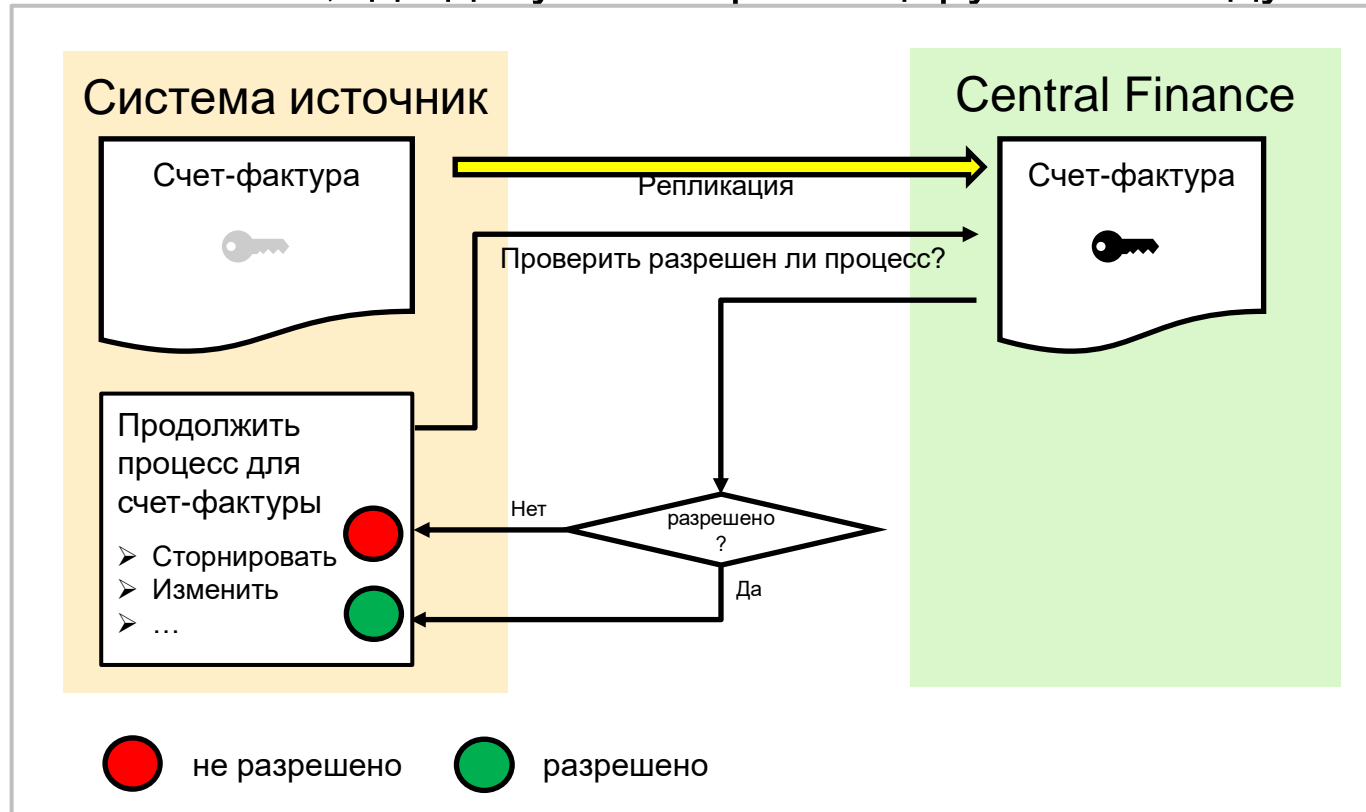 Система источник
Central Finance
Счет-фактура
Репликация
Счет-фактура
Проверить разрешен ли процесс?
Продолжить
процесс для
счет-фактуры
➢ Сторнировать
➢ Изменить
➢ …
Нет
разрешено
?
Да
не разрешено
разрешено